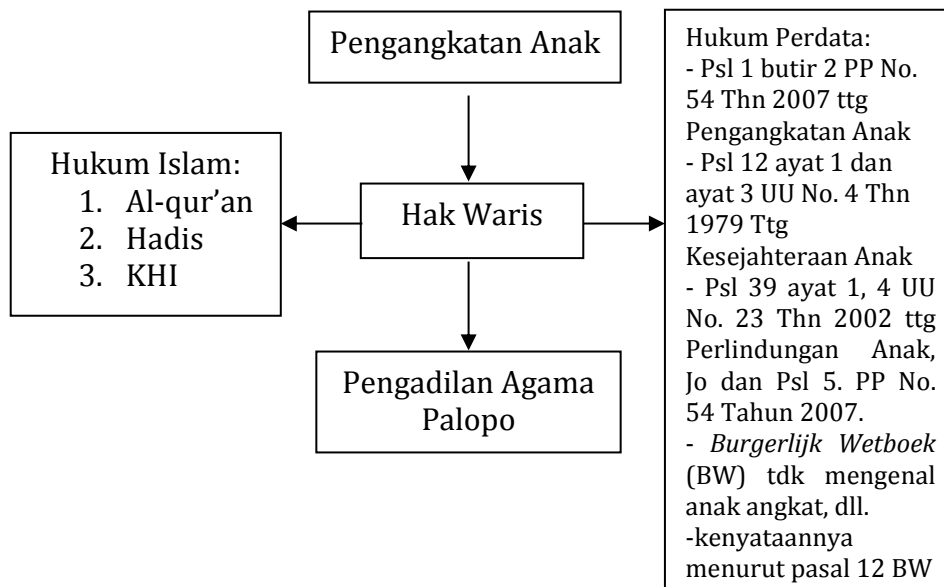 Pengangkatan Anak
Hukum Islam:
1. Al-qur’an
2. Hadis
3. KHI
Hak Waris
Pengadilan Agama
Palopo
Hukum Perdata:
- Psl 1 butir 2 PP No.
54 Thn 2007 ttg
Pengangkatan Anak
- Psl 12 ayat 1 dan
ayat 3 UU No. 4 Thn
1979 Ttg
Kesejahteraan Anak
- Psl 39 ayat 1, 4 UU
No. 23 Thn 2002 ttg
Perlindungan Anak,
Jo dan Psl 5. PP No.
54 Tahun 2007.
- Burgerlijk Wetboek
(BW) tdk mengenal
anak angkat, dll.
-kenyataannya
menurut pasal 12 BW